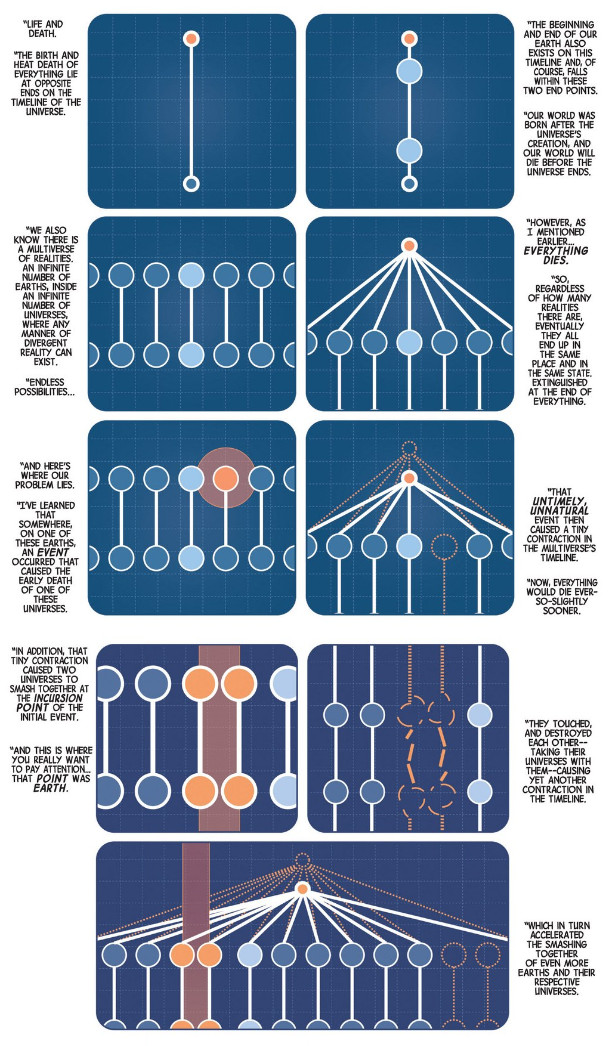 "LIFE AND
DEATH.
"THE BIRTH AND
HEAT DEATH OF
EVERYTHING LIE
AT OPPOSITE
ENDS ON THE
TIMELINE OF THE
UNIVERSE.
"THE BEGINNING
AND END OF OUR
EARTH ALSO
EXISTS ON THIS
TIMELINE AND, OF
COURSE, FALLS
WITHIN THESE
TWO END POINTS.
"OUR WORLD WAS
BORN AFTER THE
UNIVERSE'S
CREATION, AND
OUR WORLD WILL
DIE BEFORE THE
UNIVERSE ENDS.
"WE ALSO
KNOW THERE IS
A MULTIVERSE
OF REALITIES.
AN INFINITE
NUMBER OF
EARTHS, INSIDE
AN INFINITE
NUMBER OF
UNIVERSES,
WHERE ANY
MANNER OF
DIVERGENT
REALITY CAN
EXIST.
"ENDLESS
POSSIBILITIES...
"HOWEVER, AS
I MENTIONED
EARLIER...
EVERYTHING
DIES.
"SO,
REGARDLESS
OF HOW MANY
REALITIES
THERE ARE,
EVENTUALLY
THEY ALL
END UP IN
THE SAME
PLACE AND IN
THE SAME STATE.
EXTINGUISHED
AT THE END OF
EVERYTHING.
"AND HERE'S
WHERE OUR
PROBLEM LIES.
"I'VE LEARNED
THAT
SOMEWHERE,
ON ONE OF
THESE EARTHS,
AN EVENT
OCCURRED THAT
CAUSED THE
EARLY DEATH
OF ONE OF
THESE
UNIVERSES.
"THAT
UNTIMELY,
UNNATURAL
EVENT THEN
CAUSED A TINY
CONTRACTION IN
THE MULTIVERSE'S
TIMELINE.
"NOW, EVERYTHING
WOULD DIE EVER-
SO-SLIGHTLY
SOONER.
"IN ADDITION, THAT
TINY CONTRACTION
CAUSED TWO
UNIVERSES TO
SMASH TOGETHER AT
THE INCURSION
POINT OF THE
INITIAL EVENT.
"AND THIS IS WHERE
YOU REALLY WANT
TO PAY ATTENTION...
THAT POINT WAS
EARTH.
"THEY TOUCHED,
AND DESTROYED
EACH OTHER--
TAKING THEIR
UNIVERSES WITH
THEM--CAUSING
YET ANOTHER
CONTRACTION IN
THE TIMELINE.
"WHICH IN TURN
ACCELERATED
THE SMASHING
TOGETHER
OF EVEN MORE
EARTHS AND THEIR
RESPECTIVE
UNIVERSES.